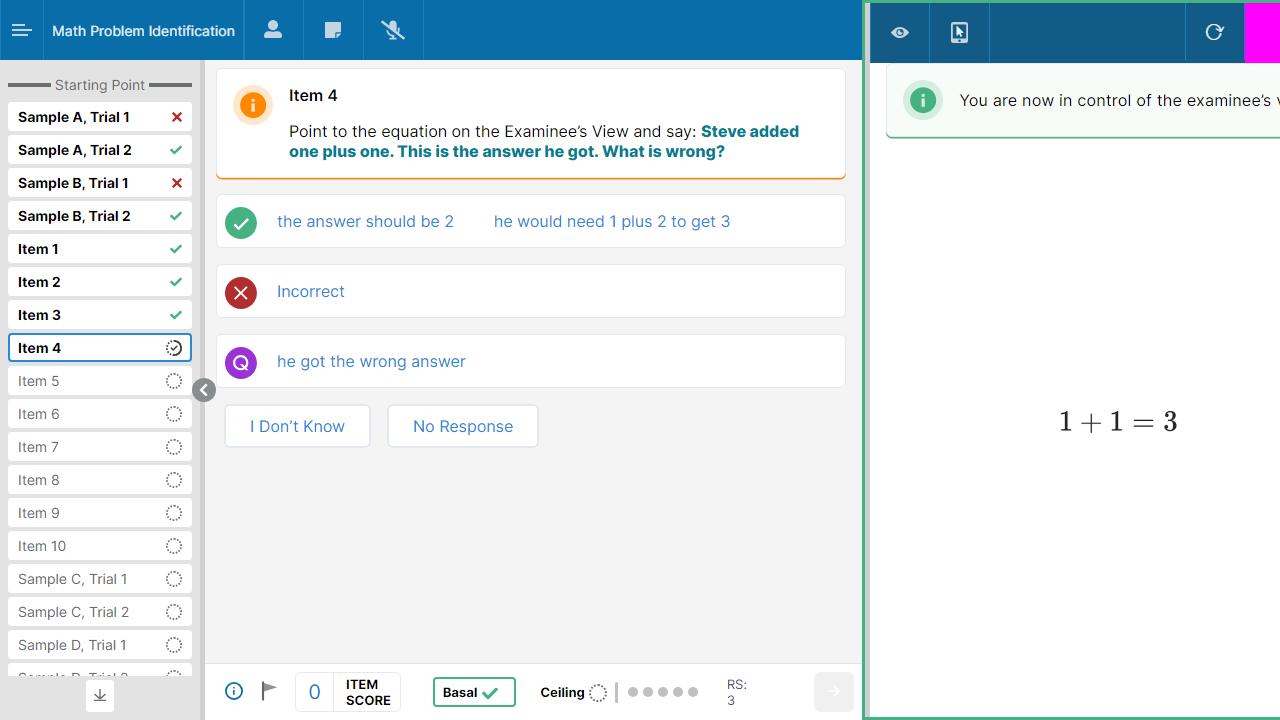 Math Problem Identification
Starting Point
Sample A, Trial 1
Sample A, Trial 2
Sample B, Trial 1
Sample B, Trial 2
Item 1
Item 2
Item 3
Item 4
Item 5
Item 6
Item 7
Item 8
Item 9
Item 10
Sample C, Trial 1
Sample C, Trial 2
Sample D, Trial 1
Item 4
Point to the equation on the Examinee’s View and say: Steve added
one plus one. This is the answer he got. What is wrong?
the answer should be 2 he would need 1 plus 2 to get 3
Incorrect
Q he got the wrong answer
I Don’t Know No Response
0 ITEM
SCORE
Basal
Ceiling
RS:
3
You are now in control of the examinee’s
1 + 1 = 3